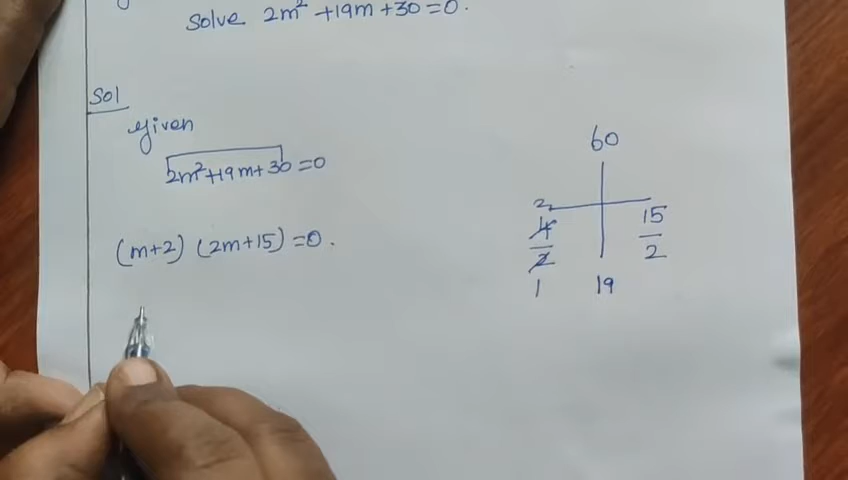 Solve 2m² + 19m + 30 = 0.
Sol
given
2m² + 19m + 30 = 0
(m+2) (2m+15) = 0.
60
2
4
2
1
15
2
19